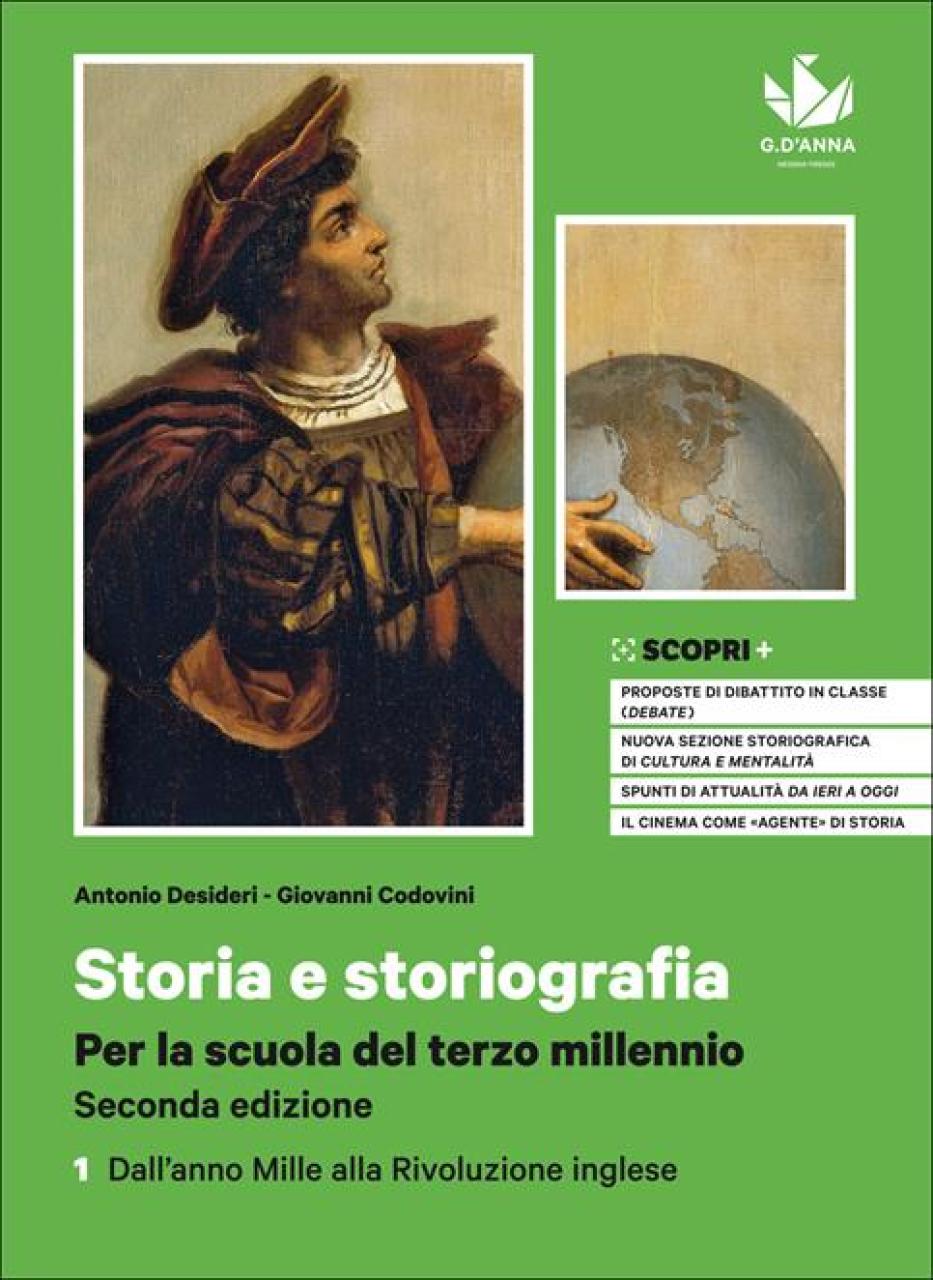 G.D'ANNA
MESSINA-FIRENZE
SCOPRI +
PROPOSTE DI DIBATTITO IN CLASSE
(DEBATE)
NUOVA SEZIONE STORIOGRAFICA
DI CULTURA E MENTALITÀ
SPUNTI DI ATTUALITÀ DA IERI A OGGI
IL CINEMA COME «AGENTE» DI STORIA
Antonio Desideri - Giovanni Codovini
Storia e storiografia
Per la scuola del terzo millennio
Seconda edizione
1 Dall'anno Mille alla Rivoluzione inglese